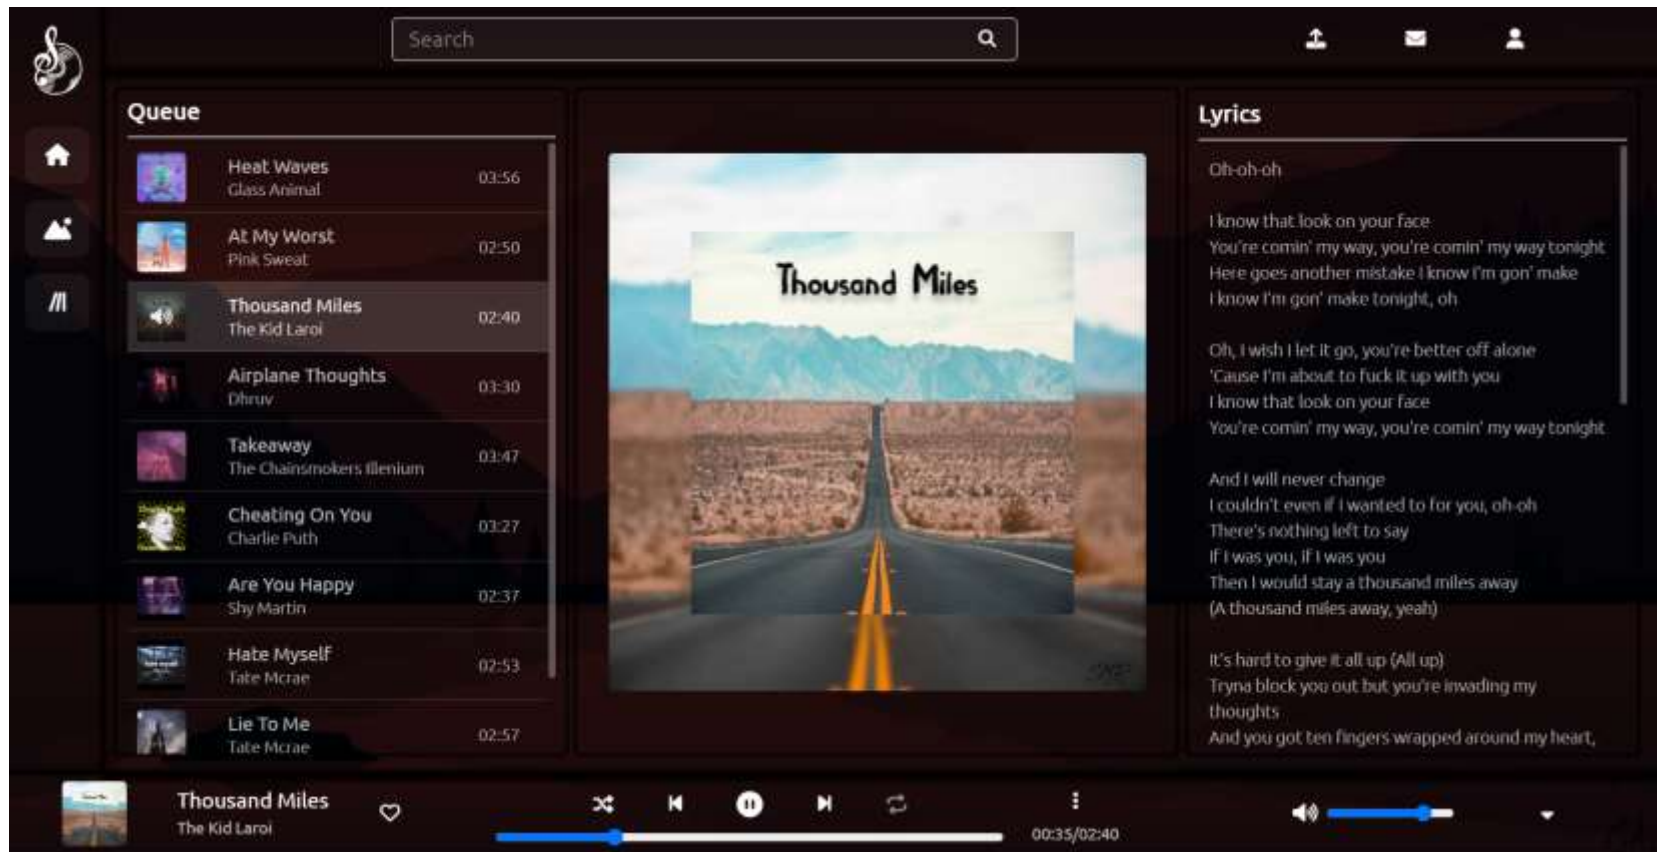 Search
Queue
Heat Waves
Glass Animal
03:56
At My Worst
Pink Sweat
02:50
Thousand Miles
The Kid Laroi
02:40
Airplane Thoughts
Dhruv
03:30
Takeaway
The Chainsmokers Illenium
03:47
Cheating On You
Charlie Puth
03:27
Are You Happy
Shy Martin
02:37
Hate Myself
Tate Mcrae
02:53
Lie To Me
Tate Mcrae
02:57
Thousand Miles
Lyrics
Oh-oh-oh
I know that look on your face
You're comin' my way, you're comin' my way tonight
Here goes another mistake I know I'm gon' make
I know I'm gon' make tonight, oh
Oh, I wish I let it go, you're better off alone
'Cause I'm about to fuck it up with you
I know that look on your face
You're comin' my way, you're comin' my way tonight
And I will never change
I couldn't even if I wanted to for you, oh-oh
There's nothing left to say
If I was you, if I was you
Then I would stay a thousand miles away
(A thousand miles away, yeah)
It's hard to give it all up (All up)
Tryna block you out but you're invading my
thoughts
And you got ten fingers wrapped around my heart,
Thousand Miles
The Kid Laroi
00:35/02:40